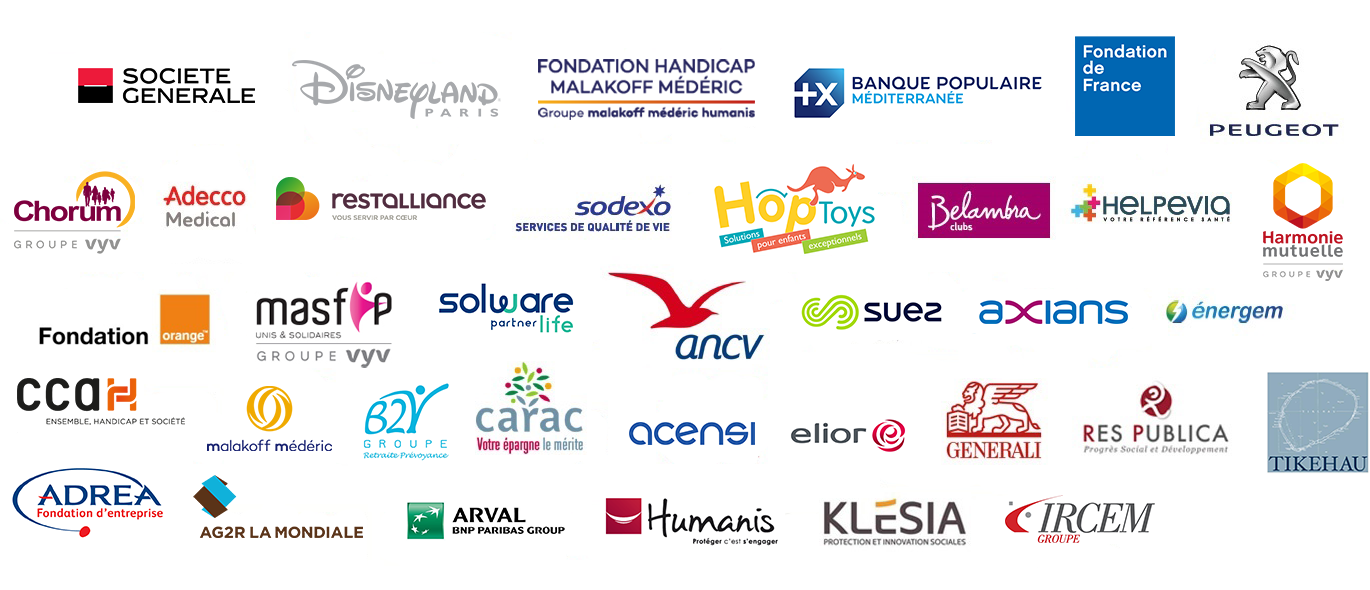 SOCIETE
GENERALE
Disneyland
PARIS
FONDATION HANDICAP
MALAKOFF MÉDÉRIC
Groupe malakoff médéric humanis
+X
BANQUE POPULAIRE
MÉDITERRANÉE
Fondation
de
France
PEUGEOT
Chorum
GROUPE vyv
Adecco
Medical
restalliance
VOUS SERVIR PAR CŒUR
sodexo
SERVICES DE QUALITÉ DE VIE
HopToys
Solutions
pour enfants
exceptionnels
Belambra
clubs
HELPEVIA
VOTRE RÉFÉRENCE SANTÉ
Harmonie
mutuelle
GROUPE vyv
Fondation
orange™
masfip
UNIS & SOLIDAIRES
GROUPE vyv
solware
partner life
ancv
suez
axians
énergem
ccah
ENSEMBLE, HANDICAP ET SOCIÉTÉ
malakoff médéric
B2V
GROUPE
Retraite Prévoyance
carac
Votre épargne le mérite
acensi
elior
GENERALI
RES PUBLICA
Progrès Social et Développement
TIKEHAU
ADREA
Fondation d'entreprise
AG2R LA MONDIALE
ARVAL
BNP PARIBAS GROUP
Humanis
Protéger c'est s'engager
KLESIA
PROTECTION ET INNOVATION SOCIALES
IRCEM
GROUPE